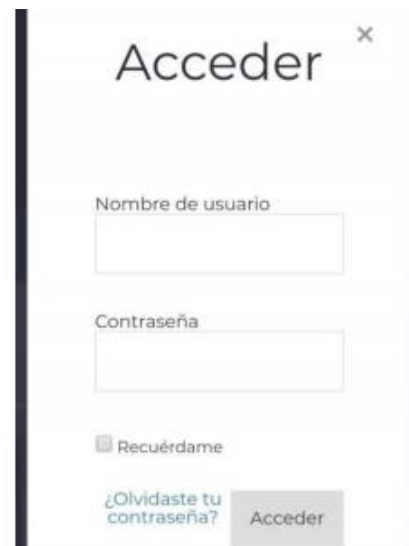 Acceder
×
Nombre de usuario
Contraseña
Recuérdame
¿Olvidaste tu
contraseña?
Acceder